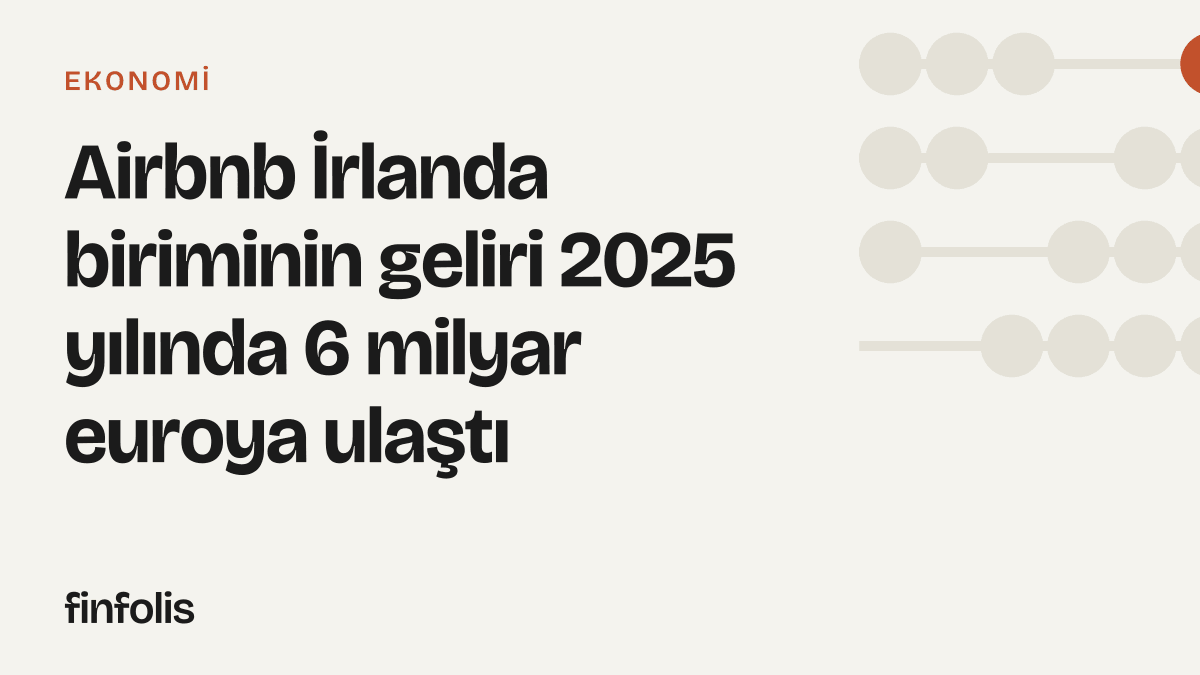 EKONOMİ
Airbnb İrlanda
biriminin geliri 2025
yılında 6 milyar
euroya ulaştı
finfolis